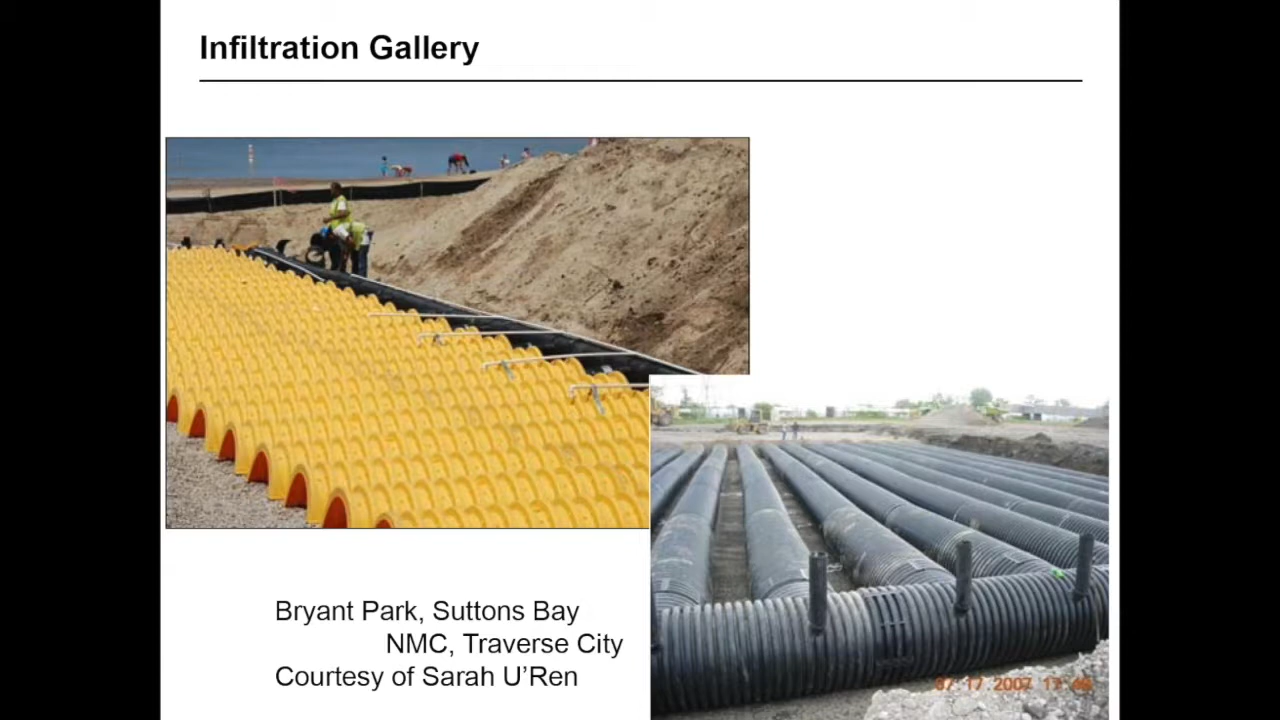 Infiltration Gallery
Bryant Park, Suttons Bay
NMC, Traverse City
Courtesy of Sarah U'Ren
07 17 2007